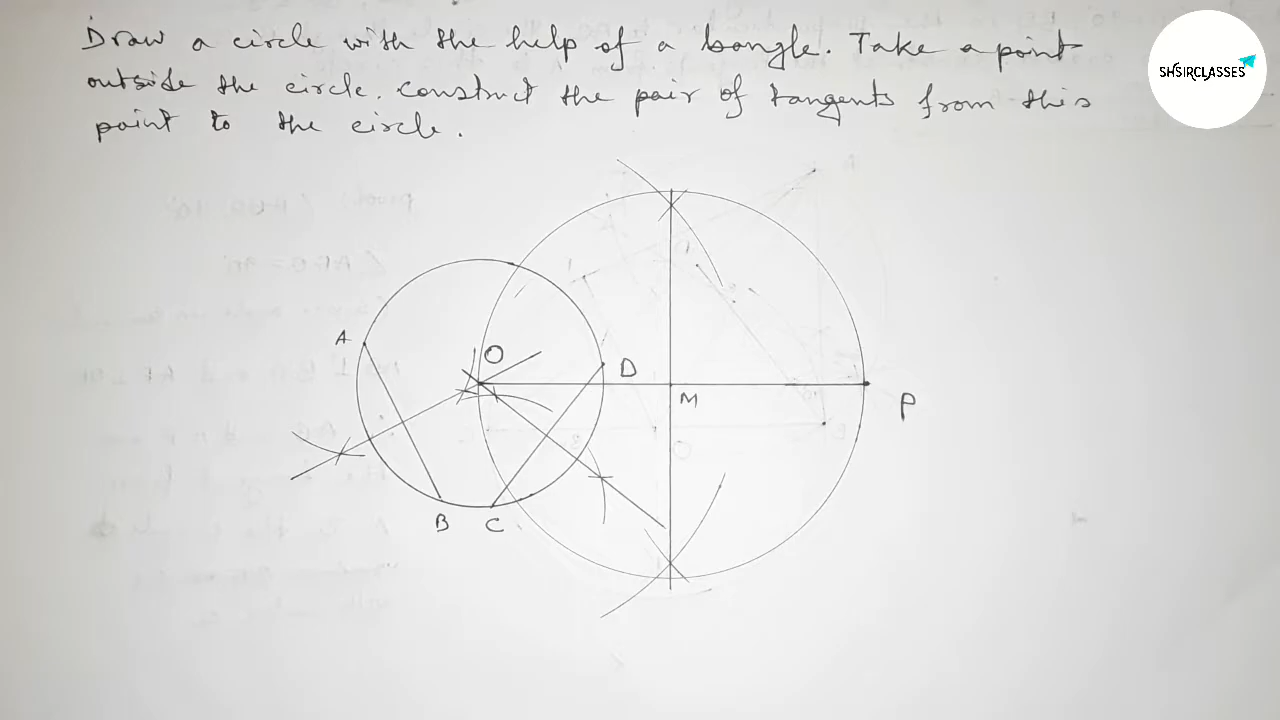 Draw a circle with the help of a bangle. Take a point
outside the circle. construct the pair of tangents from this
point to the circle.
SHSIRCLASSES
A
O
D
M
P
B
C